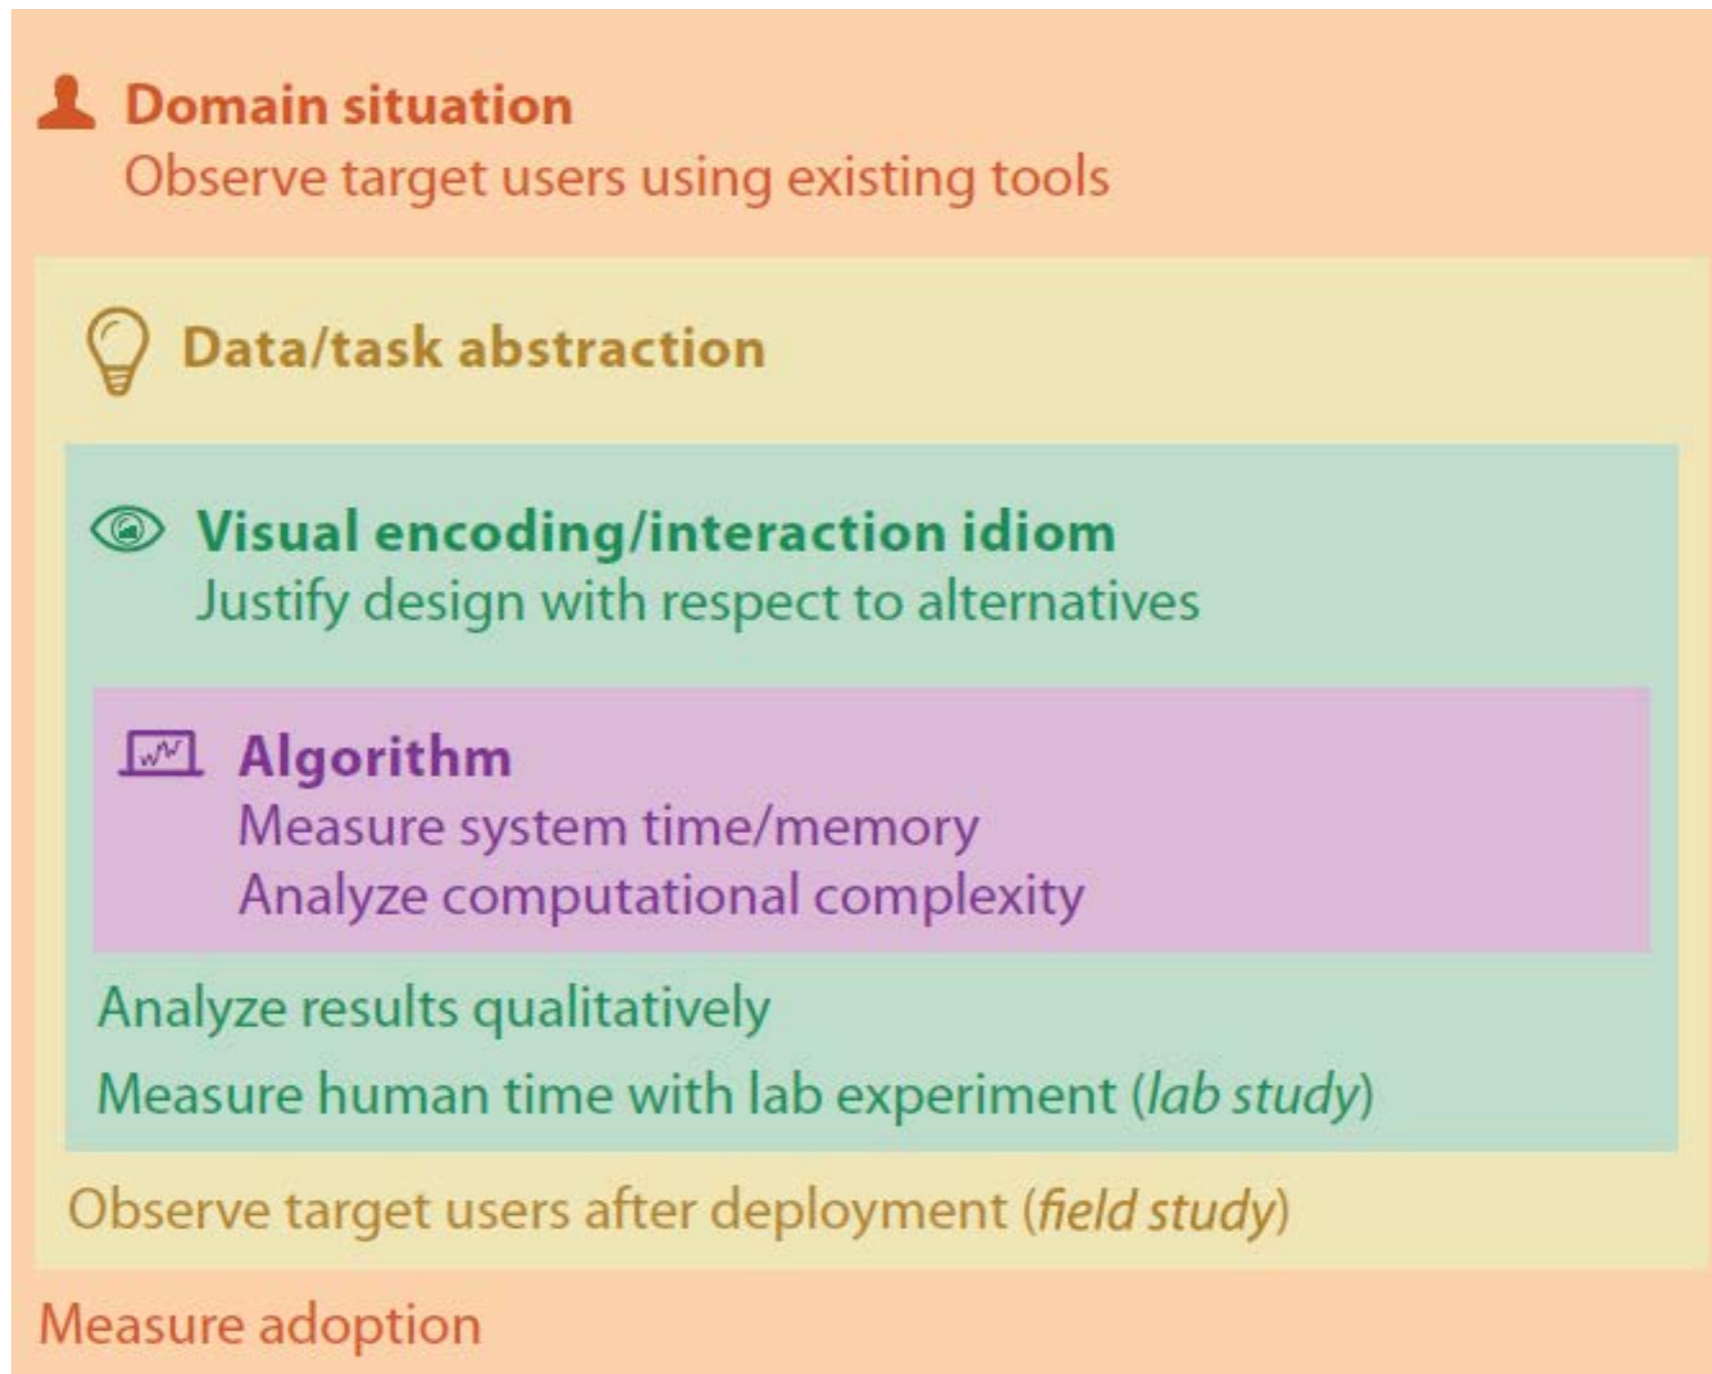 Domain situation
Observe target users using existing tools
Data/task abstraction
Visual encoding/interaction idiom
Justify design with respect to alternatives
Algorithm
Measure system time/memory
Analyze computational complexity
Analyze results qualitatively
Measure human time with lab experiment (lab study)
Observe target users after deployment (field study)
Measure adoption